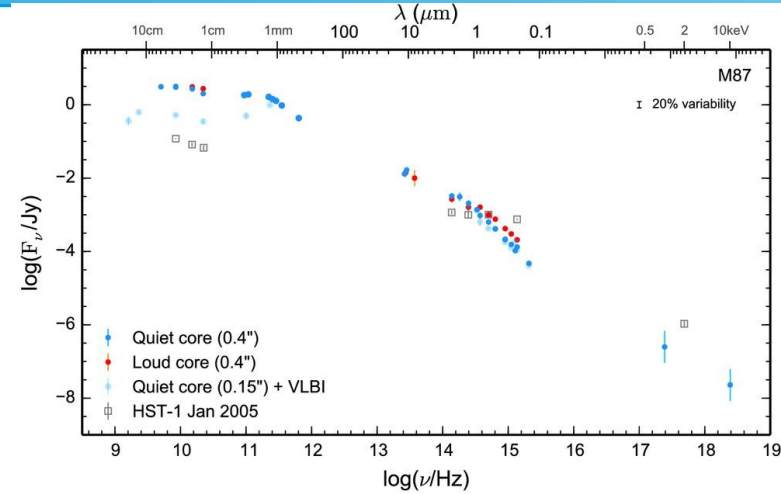 λ (μm)
10cm 1cm 1mm 100 10 1 0.1 0.5 2 10keV
M87
20% variability
log(Fν/Jy)
0
−2
−4
−6
−8
Quiet core (0.4")
Loud core (0.4")
Quiet core (0.15") + VLBI
HST-1 Jan 2005
9 10 11 12 13 14 15 16 17 18 19
log(ν/Hz)